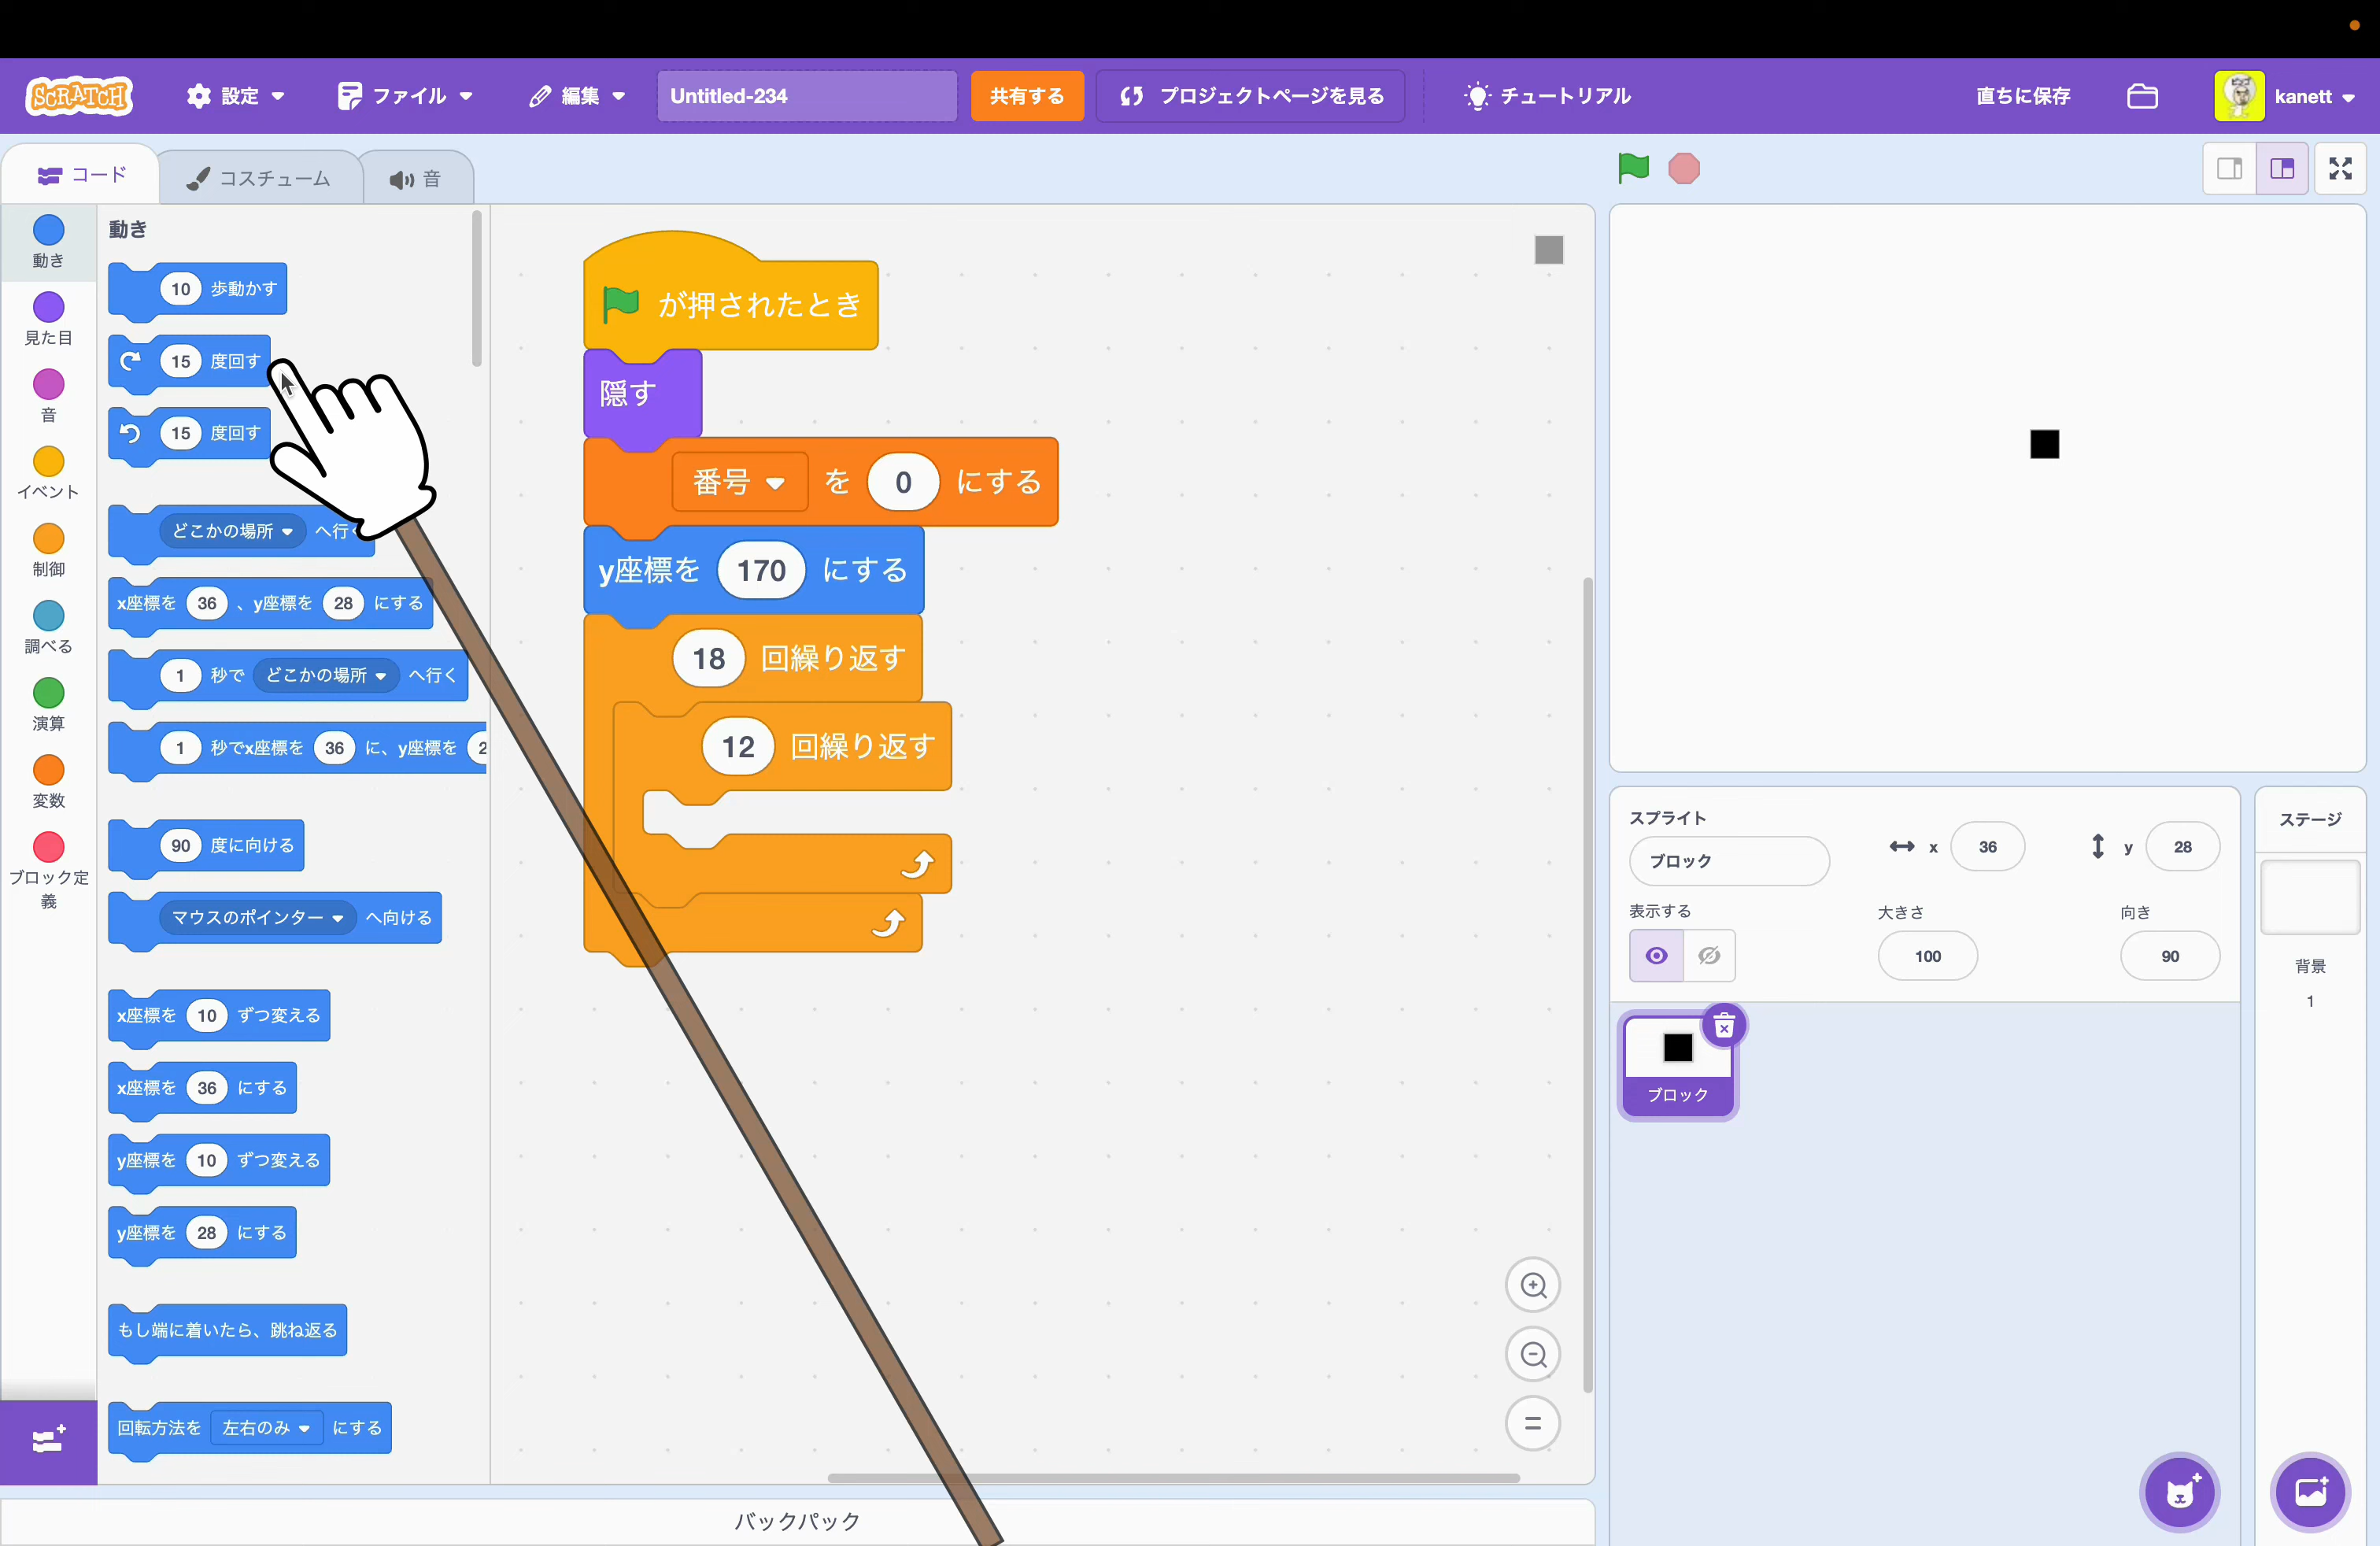 SCRATCH
設定
ファイル
編集
Untitled-234
共有する
プロジェクトページを見る
チュートリアル
直ちに保存
kanett
コード
コスチューム
音
動き
見た目
音
イベント
制御
調べる
演算
変数
ブロック定
義
動き
10 歩動かす
15 度回す
15 度回す
どこかの場所 へ行く
x座標を 36 、y座標を 28 にする
1 秒で どこかの場所 へ行く
1 秒でx座標を 36 に、y座標を 2
90 度に向ける
マウスのポインター へ向ける
x座標を 10 ずつ変える
x座標を 36 にする
y座標を 10 ずつ変える
y座標を 28 にする
もし端に着いたら、跳ね返る
回転方法を 左右のみ にする
が押されたとき
隠す
番号 を 0 にする
y座標を 170 にする
18 回繰り返す
12 回繰り返す
バックパック
スプライト
ブロック
x 36
y 28
表示する
大きさ
100
向き
90
ブロック
ステージ
背景
1